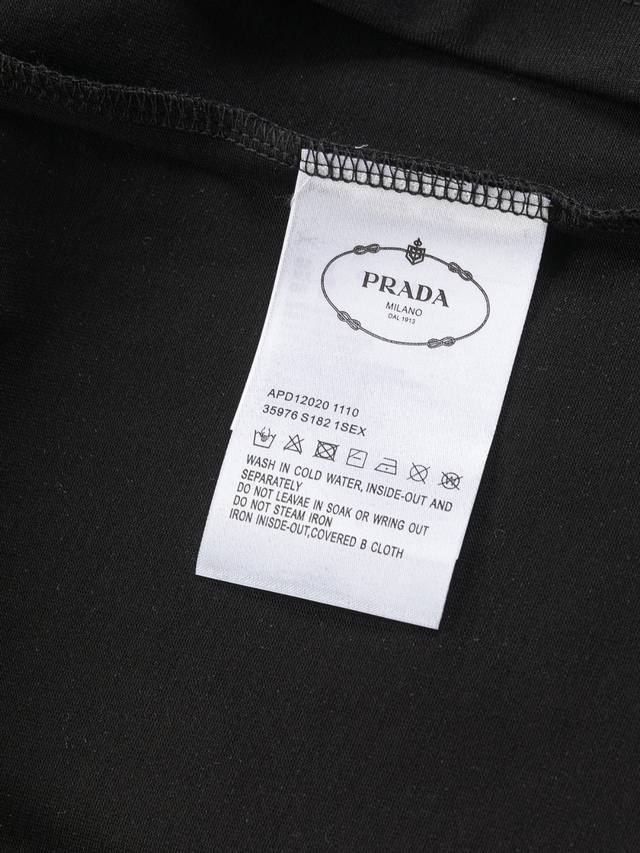 PRADA
MILANO
DAL 1913
APD12020 1110
35976 S182 1SEX
WASH IN COLD WATER, INSIDE-OUT AND
SEPARATELY
DO NOT LEAVAE IN SOAK OR WRING OUT
DO NOT STEAM IRON
IRON INISDE-OUT,COVERED B CLOTH